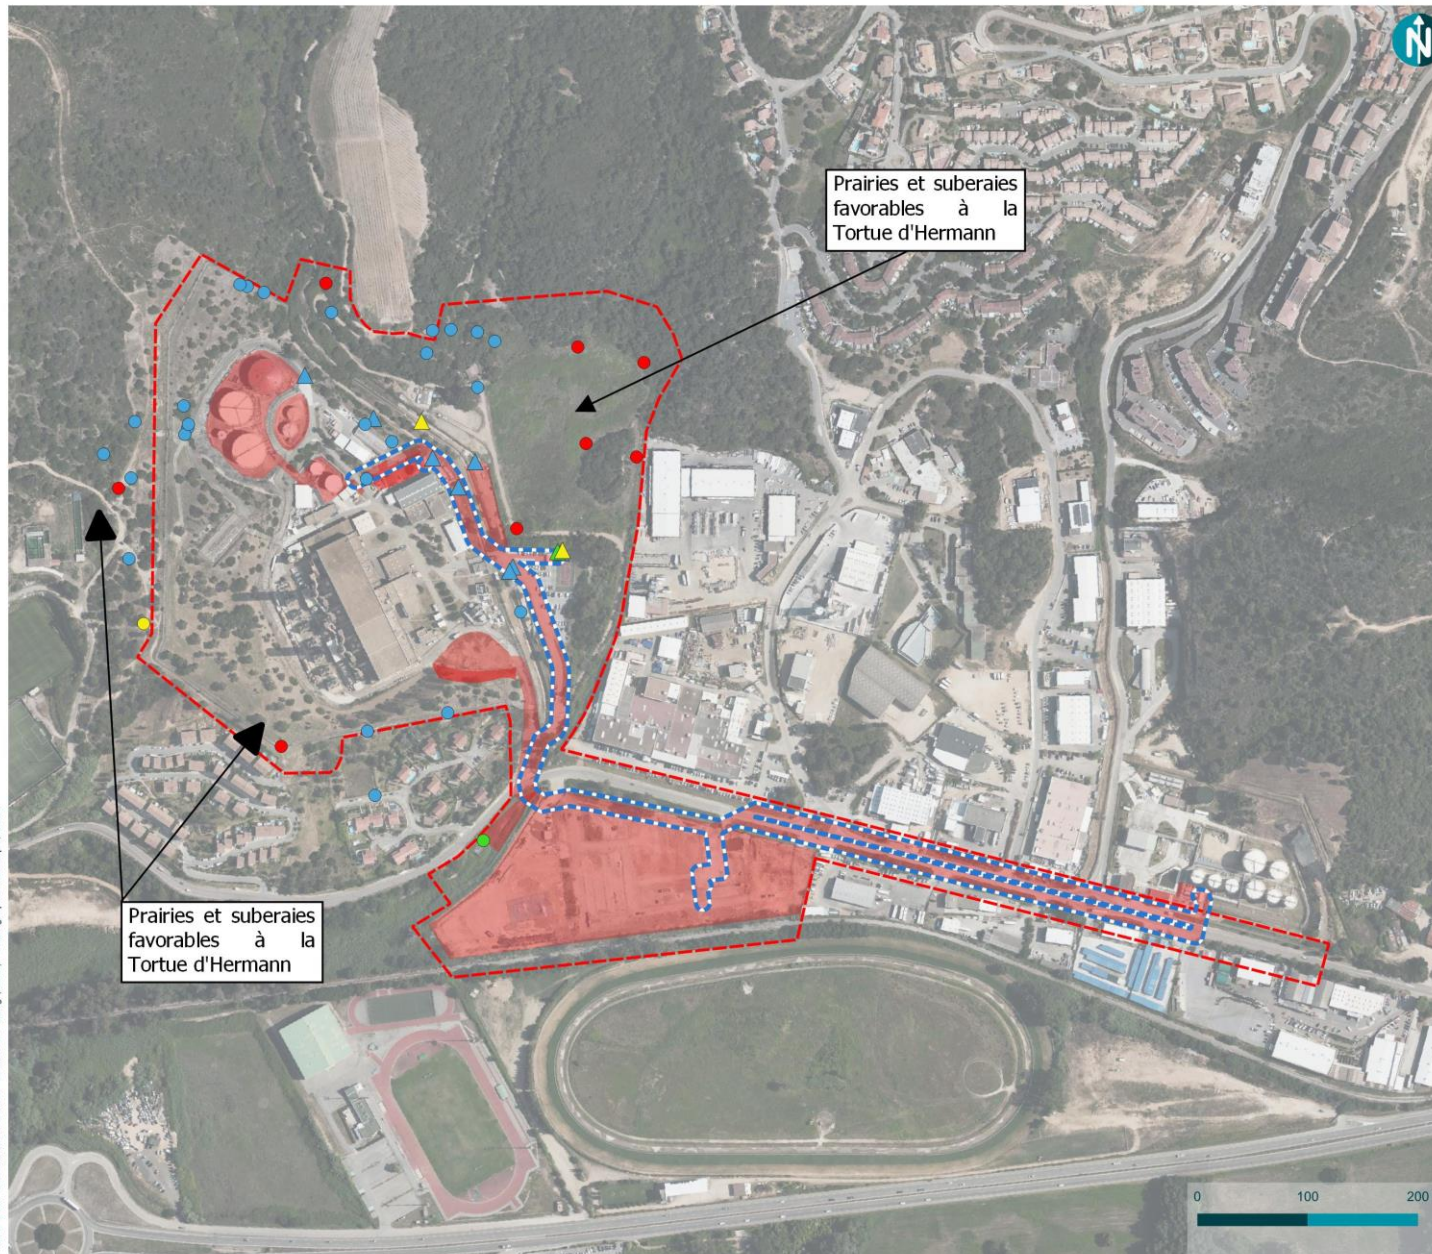 N
Prairies et suberaies
favorables à la
Tortue d'Hermann
Prairies et suberaies
favorables à la
Tortue d'Hermann
0 100 200